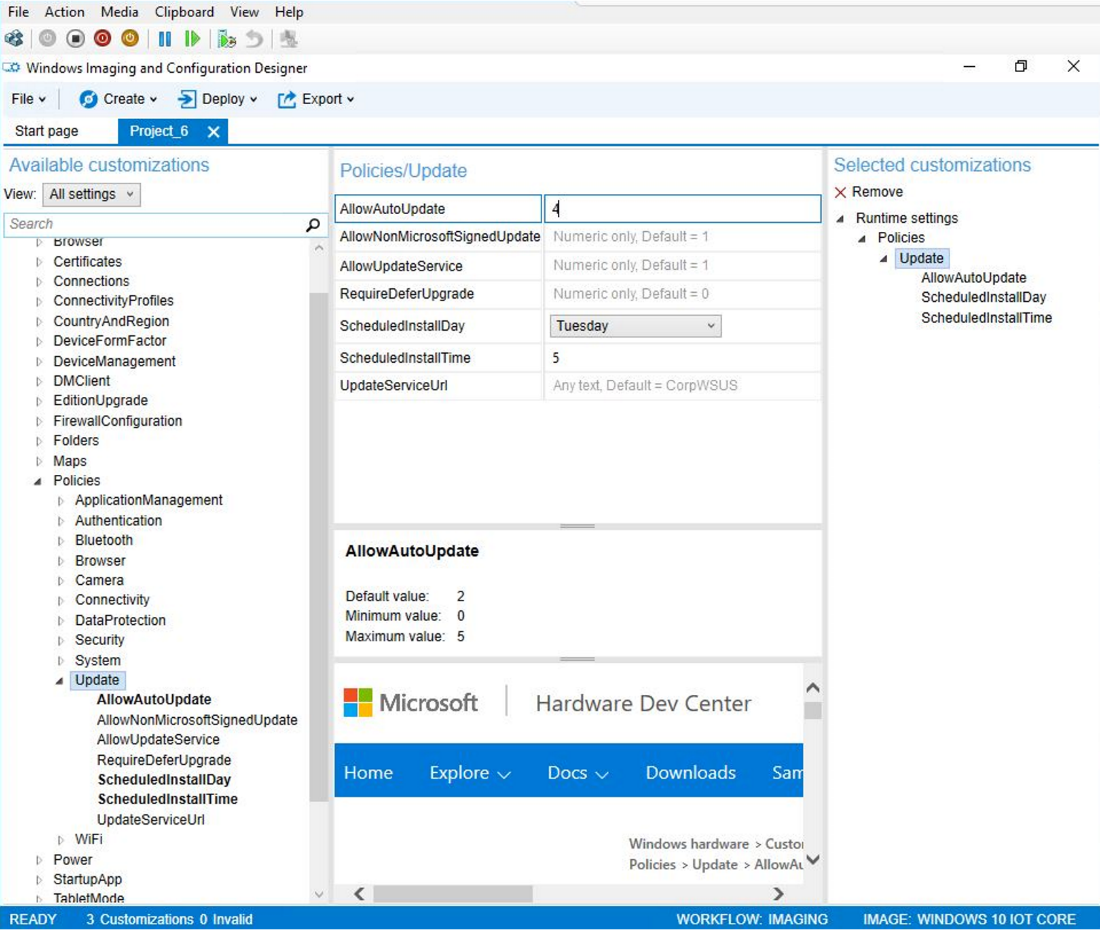 File Action Media Clipboard View Help
Windows Imaging and Configuration Designer
File Create Deploy Export
Start page Project_6
Available customizations
View: All settings
Search
Browser
Certificates
Connections
ConnectivityProfiles
CountryAndRegion
DeviceFormFactor
DeviceManagement
DMClient
EditionUpgrade
FirewallConfiguration
Folders
Maps
Policies
ApplicationManagement
Authentication
Bluetooth
Browser
Camera
Connectivity
DataProtection
Security
System
Update
AllowAutoUpdate
AllowNonMicrosoftSignedUpdate
AllowUpdateService
RequireDeferUpgrade
ScheduledInstallDay
ScheduledInstallTime
UpdateServiceUrl
WiFi
Power
StartupApp
TabletMode
Policies/Update
AllowAutoUpdate 4
AllowNonMicrosoftSignedUpdate Numeric only, Default = 1
AllowUpdateService Numeric only, Default = 1
RequireDeferUpgrade Numeric only, Default = 0
ScheduledInstallDay Tuesday
ScheduledInstallTime 5
UpdateServiceUrl Any text, Default = CorpWSUS
AllowAutoUpdate
Default value: 2
Minimum value: 0
Maximum value: 5
Microsoft Hardware Dev Center
Home Explore Docs Downloads Sam
Windows hardware > Custo
Policies > Update > AllowAu
Selected customizations
Remove
Runtime settings
Policies
Update
AllowAutoUpdate
ScheduledInstallDay
ScheduledInstallTime
READY 3 Customizations 0 Invalid WORKFLOW: IMAGING IMAGE: WINDOWS 10 IOT CORE